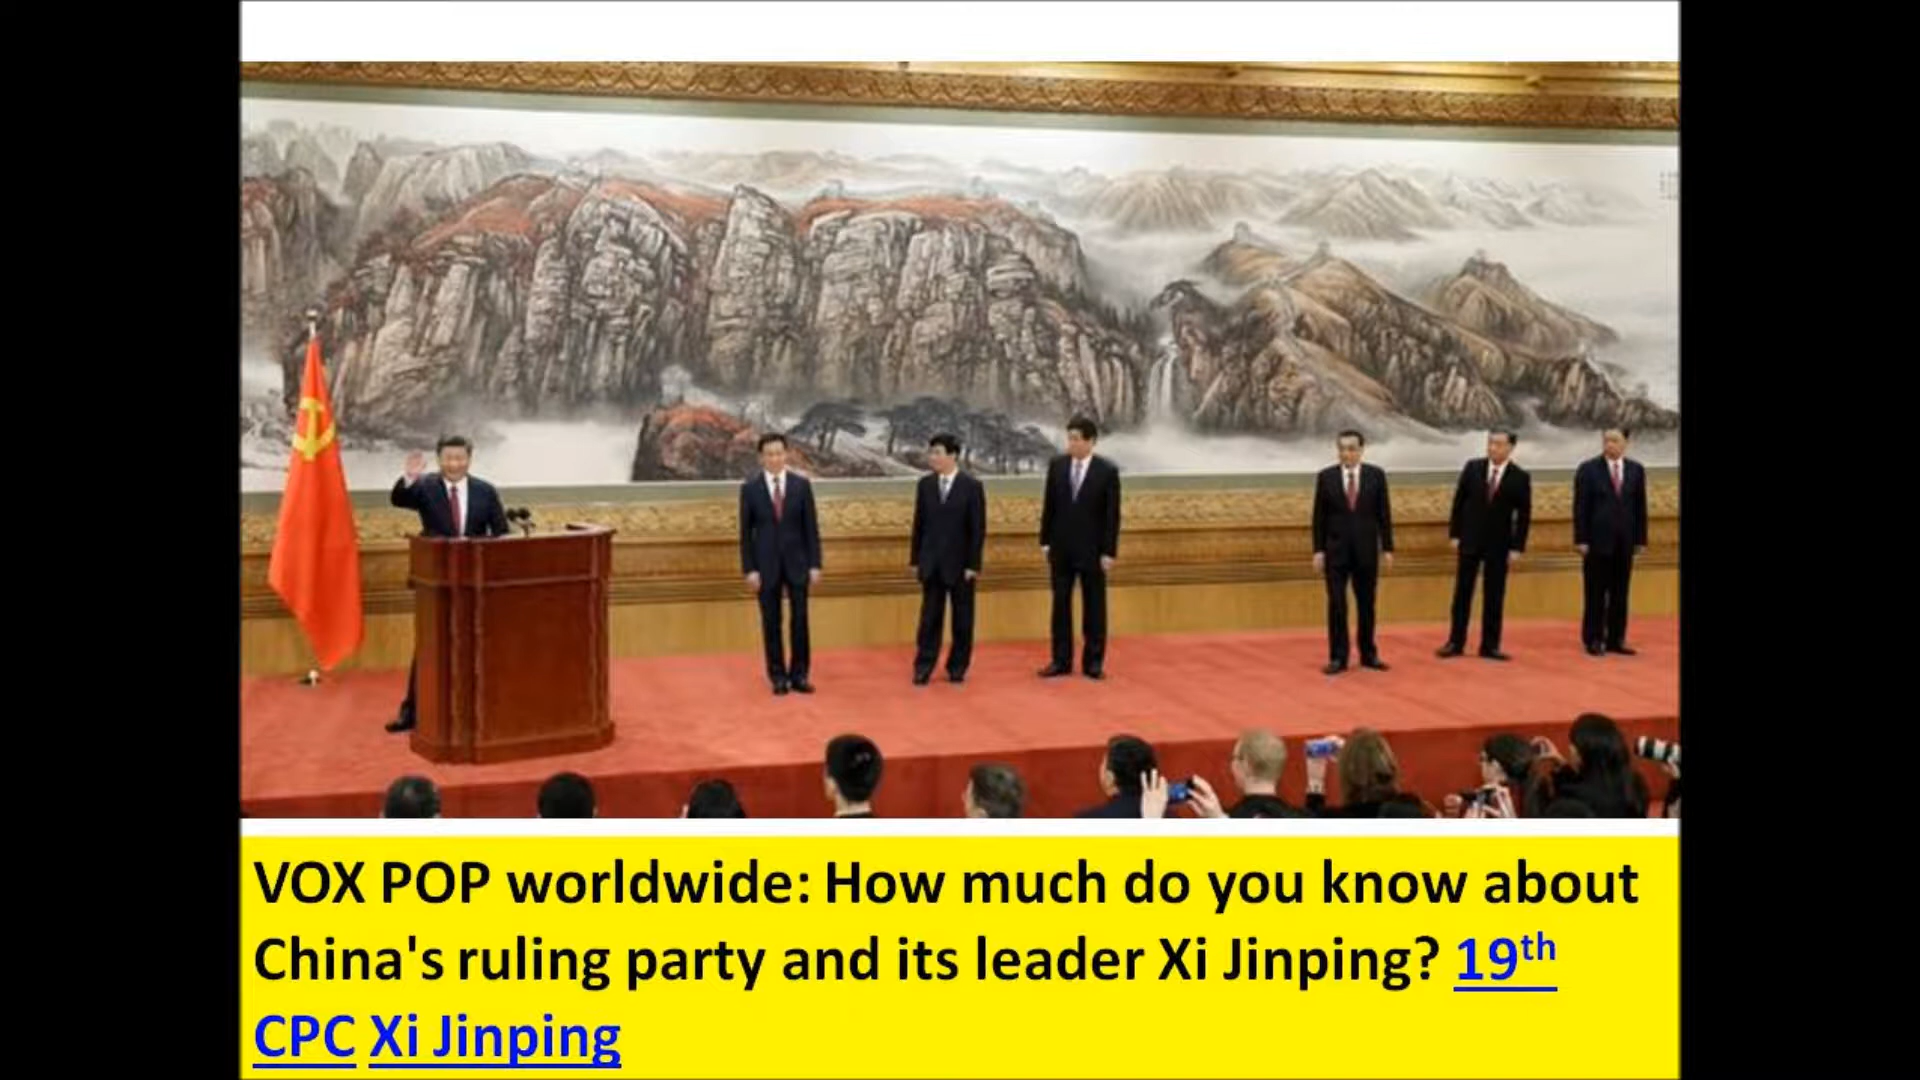 VOX POP worldwide: How much do you know about
China's ruling party and its leader Xi Jinping? 19th
CPC Xi Jinping